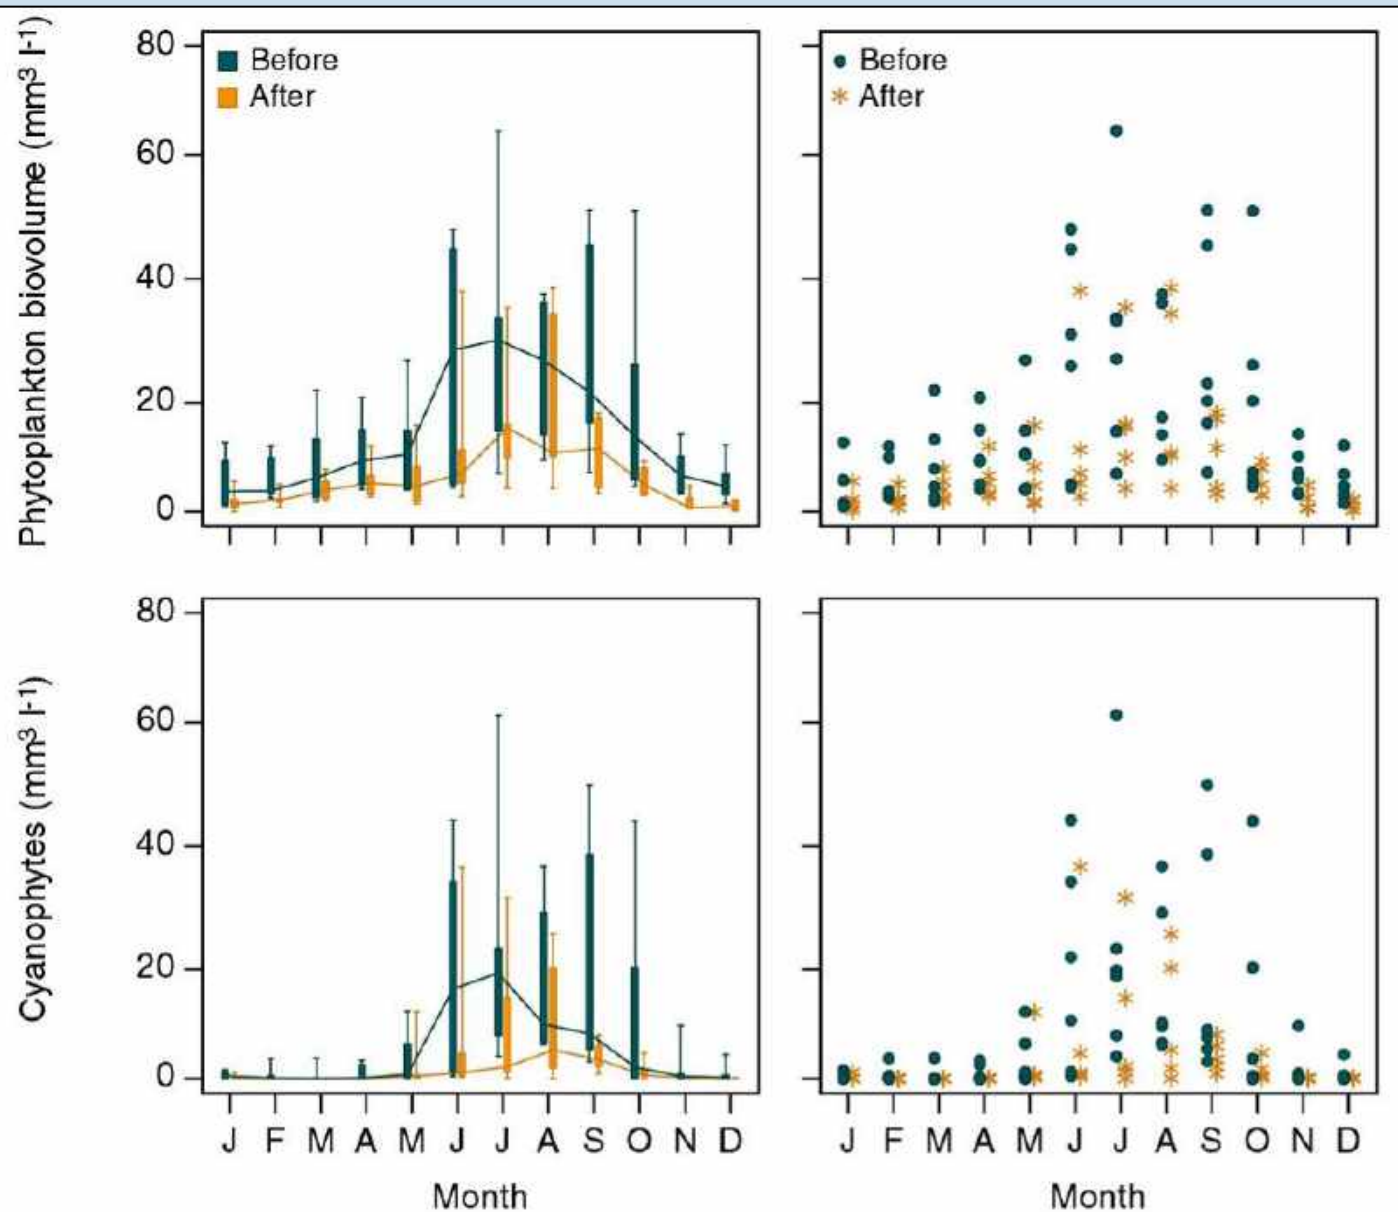 Phytoplankton biovolume (mm³ l⁻¹)
80
60
40
20
0
Before
After
Before
After
Cyanophytes (mm³ l⁻¹)
80
60
40
20
0
J F M A M J J A S O N D
Month
J F M A M J J A S O N D
Month